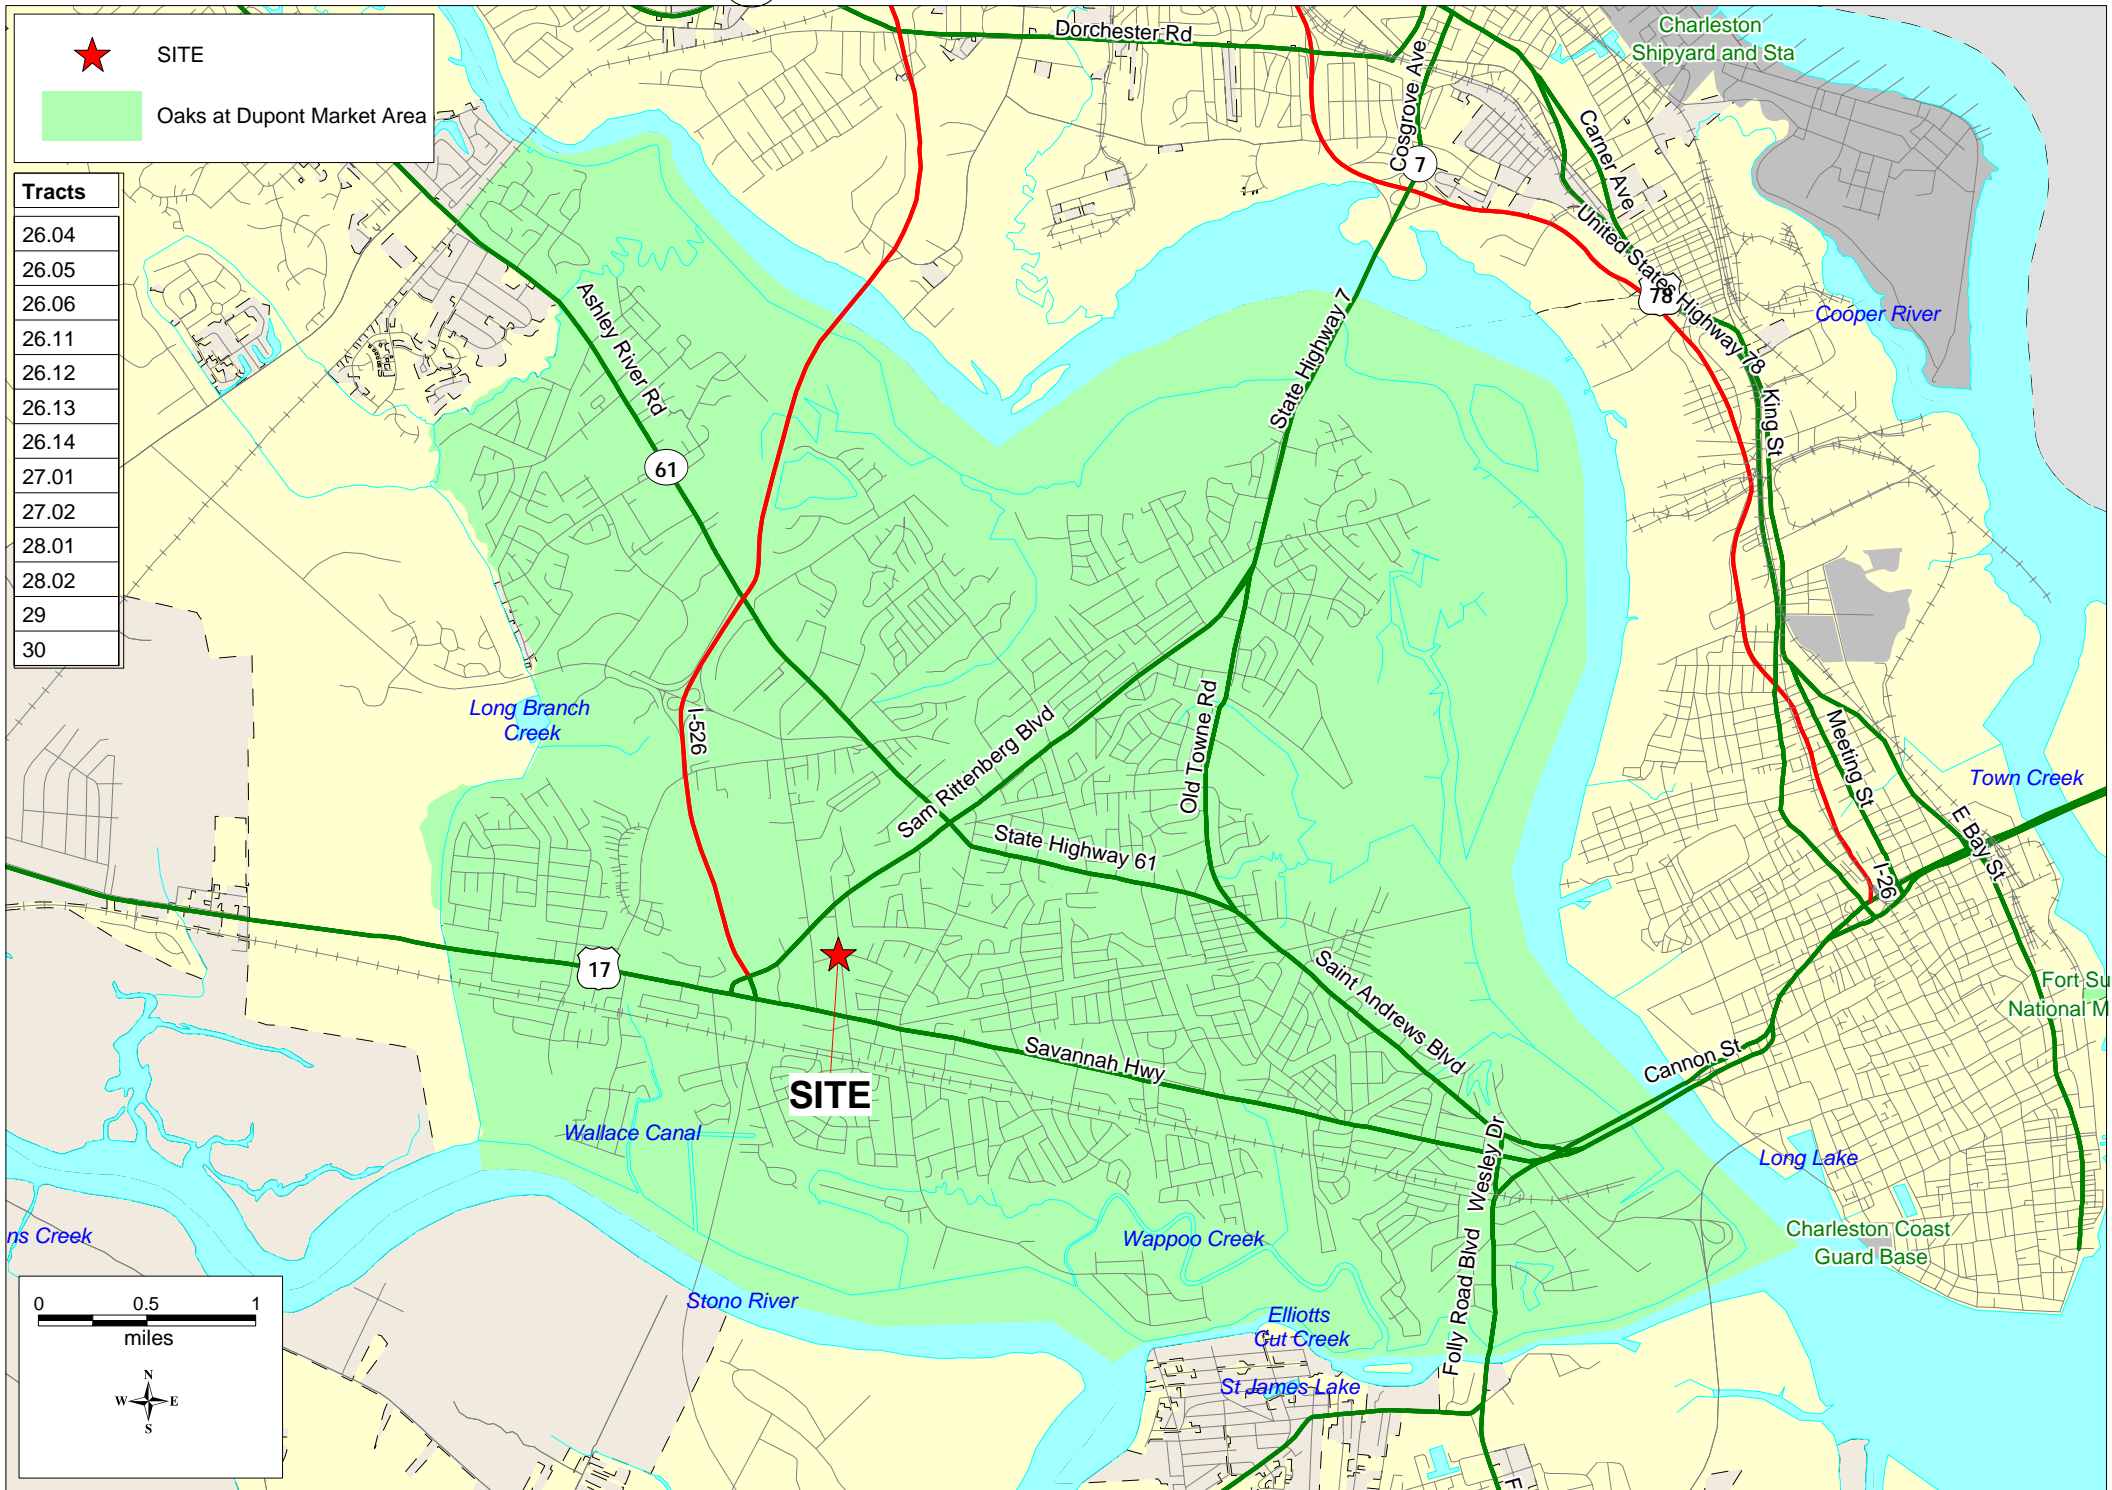 SITE
Oaks at Dupont Market Area
Tracts
26.04
26.05
26.06
26.11
26.12
26.13
26.14
27.01
27.02
28.01
28.02
29
30
Dorchester Rd
Cosgrove Ave
7
Charleston
Shipyard and Sta
Carner Ave
United States Highway 78
78
Cooper River
King St
Ashley River Rd
61
State Highway 7
Long Branch
Creek
I-526
Sam Rittenberg Blvd
Old Towne Rd
State Highway 61
Meeting St
Town Creek
E Bay St
I-26
17
Saint Andrews Blvd
Fort Su
National M
Savannah Hwy
Cannon St
SITE
Wallace Canal
Wesley Dr
Long Lake
ns Creek
Wappoo Creek
Charleston Coast
Guard Base
Folly Road Blvd
Stono River
Elliotts
Cut Creek
St James Lake
F
0 0.5 1
miles
N
W E
S